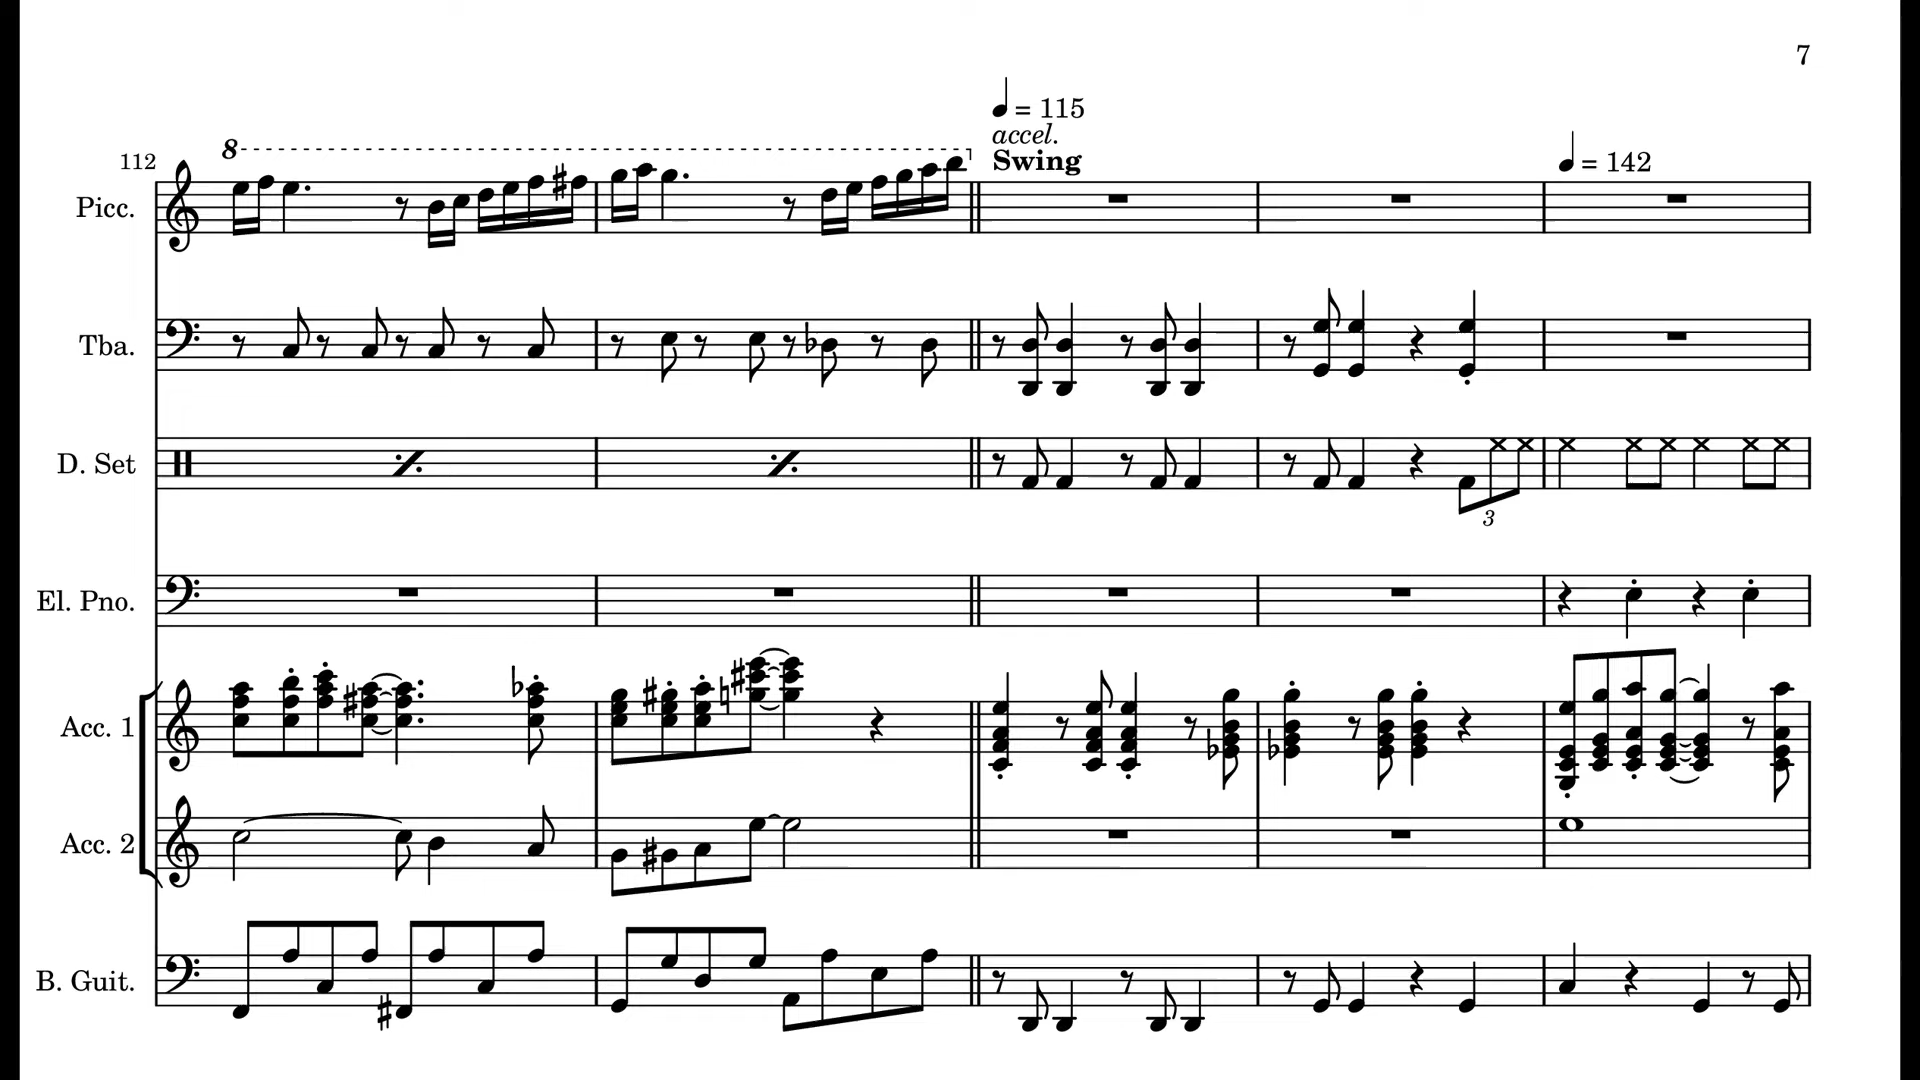 7
= 115
accel.
Swing
8
112
= 142
Picc.
Tba.
D. Set
3
El. Pno.
Acc. 1
Acc. 2
B. Guit.